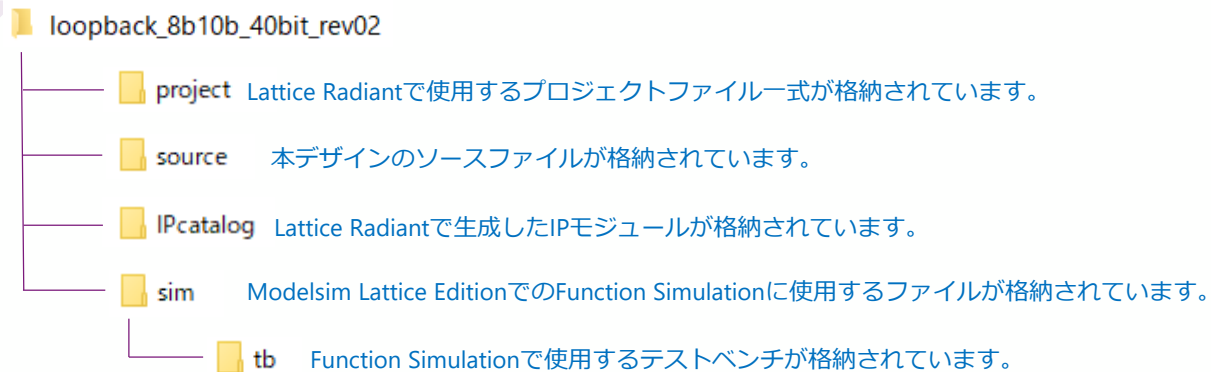 loopback_8b10b_40bit_rev02
project Lattice Radiantで使用するプロジェクトファイル一式が格納されています。
source 本デザインのソースファイルが格納されています。
IPcatalog Lattice Radiantで生成したIPモジュールが格納されています。
sim Modelsim Lattice EditionでのFunction Simulationに使用するファイルが格納されています。
tb Function Simulationで使用するテストベンチが格納されています。